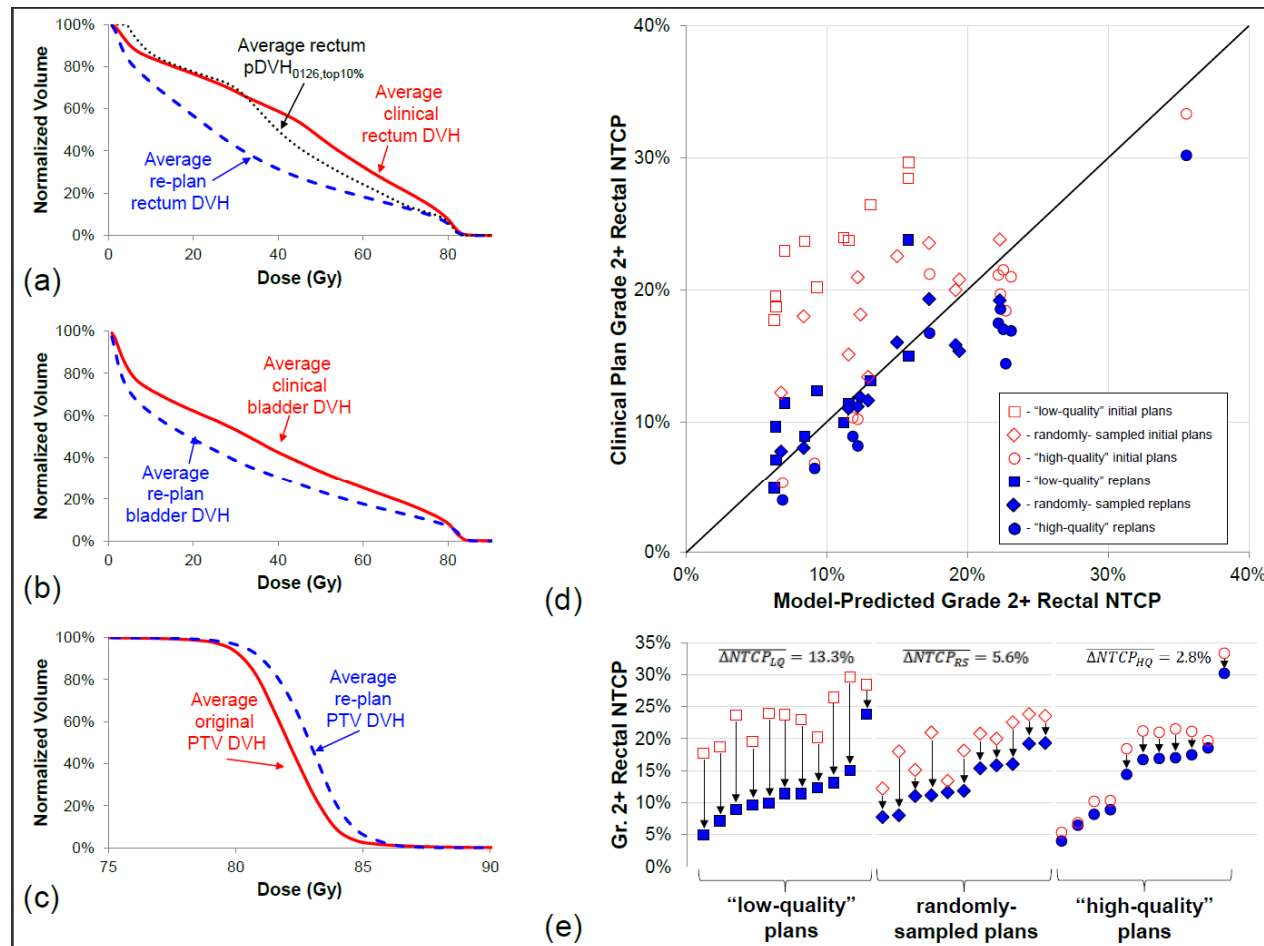 100%
80%
60%
40%
20%
0%
Normalized Volume
0
20
40
60
80
Dose (Gy)
Average rectum
pDVH0126,top10%
Average
clinical
rectum DVH
Average
re-plan
rectum DVH
(a)
100%
80%
60%
40%
20%
0%
Normalized Volume
0
20
40
60
80
Dose (Gy)
Average
clinical
bladder DVH
Average
re-plan
bladder DVH
(b)
100%
80%
60%
40%
20%
0%
Normalized Volume
75
80
85
90
Dose (Gy)
Average
original
PTV DVH
Average
re-plan
PTV DVH
(c)
40%
30%
20%
10%
0%
Clinical Plan Grade 2+ Rectal NTCP
0%
10%
20%
30%
40%
Model-Predicted Grade 2+ Rectal NTCP
- "low-quality" initial plans
- randomly- sampled initial plans
- "high-quality" initial plans
- "low-quality" replans
- randomly-sampled replans
- "high-quality" replans
(d)
35%
30%
25%
20%
15%
10%
5%
0%
Gr. 2+ Rectal NTCP
ΔNTCP_LQ = 13.3%
ΔNTCP_RS = 5.6%
ΔNTCP_HQ = 2.8%
"low-quality"
plans
randomly-
sampled plans
"high-quality"
plans
(e)